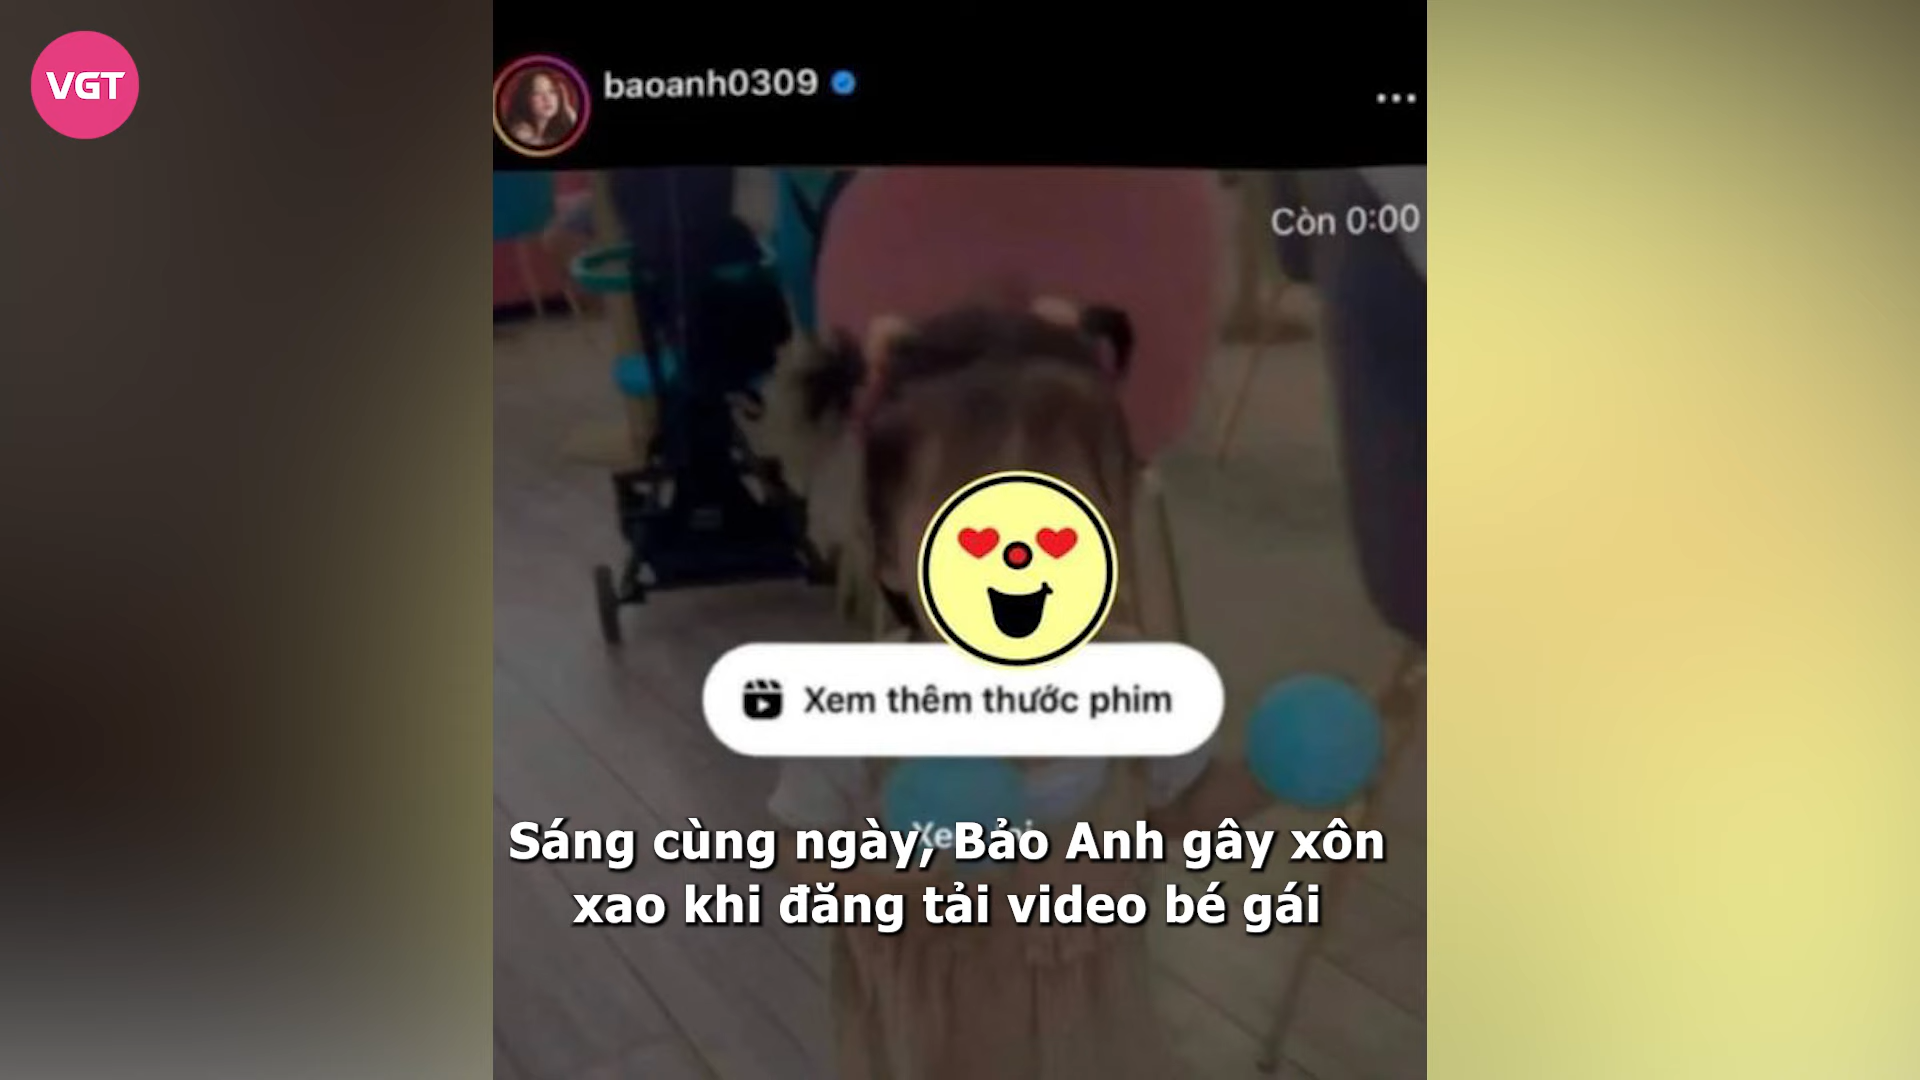 VGT
baoanh0309
Còn 0:00
Xem thêm thước phim
Sáng cùng ngày, Bảo Anh gây xôn
xao khi đăng tải video bé gái